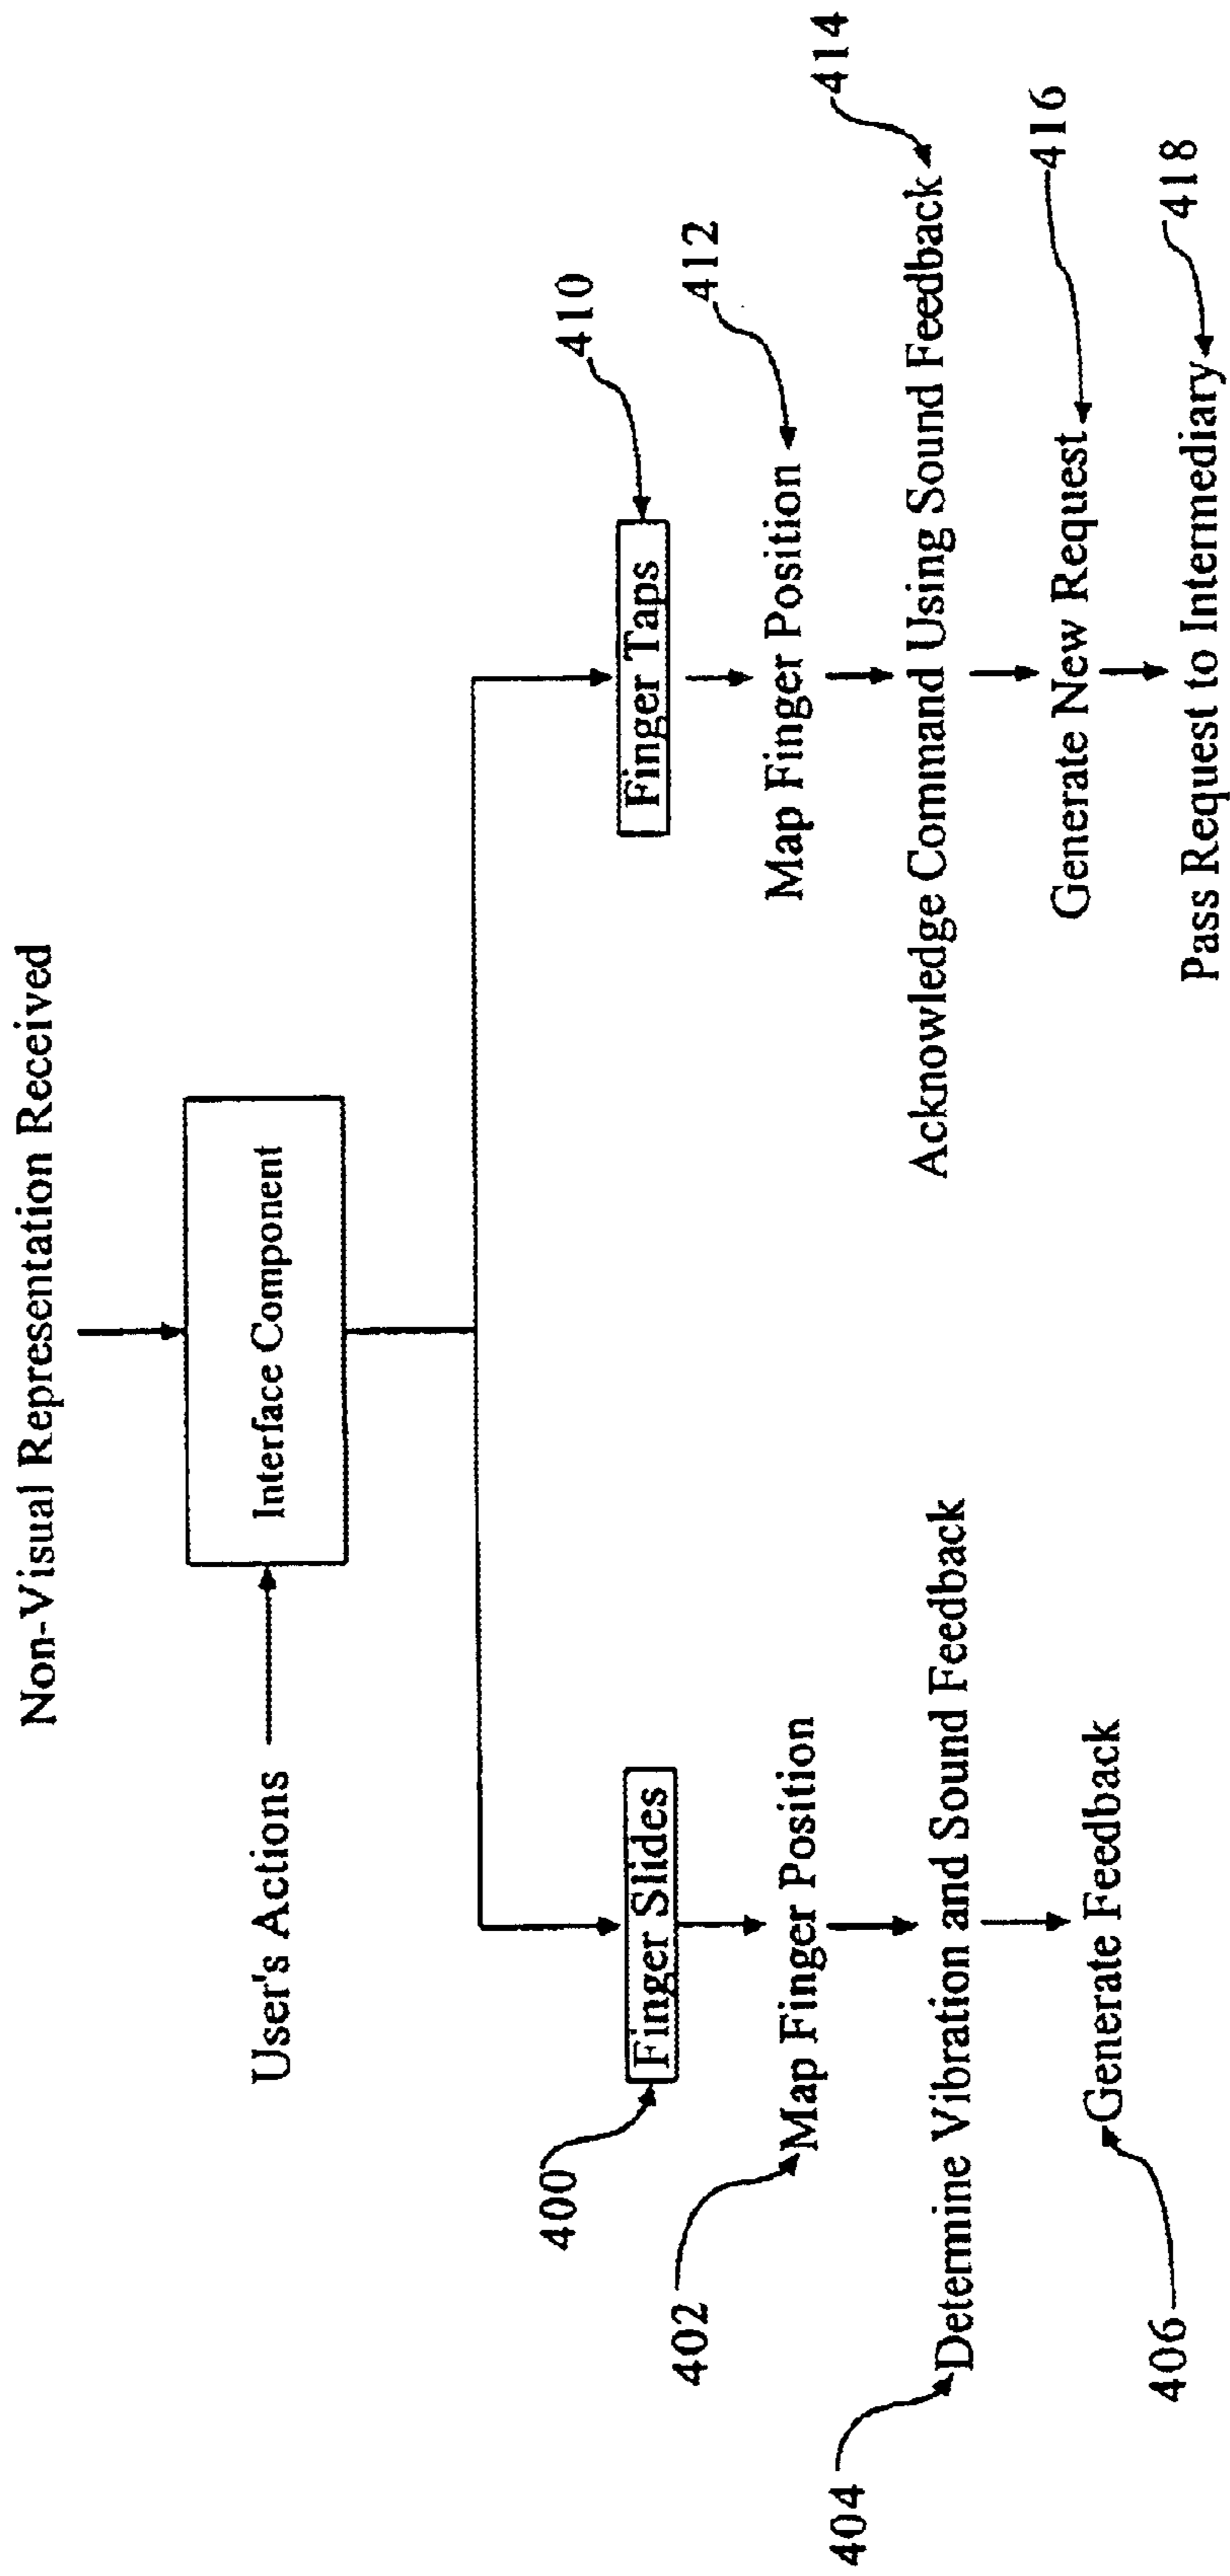 Non-Visual Representation Received
User's Actions
Interface Component
400
Finger Slides
402
Map Finger Position
404
Determine Vibration and Sound Feedback
406
Generate Feedback
410
Finger Taps
412
Map Finger Position
414
Acknowledge Command Using Sound Feedback
416
Generate New Request
418
Pass Request to Intermediary